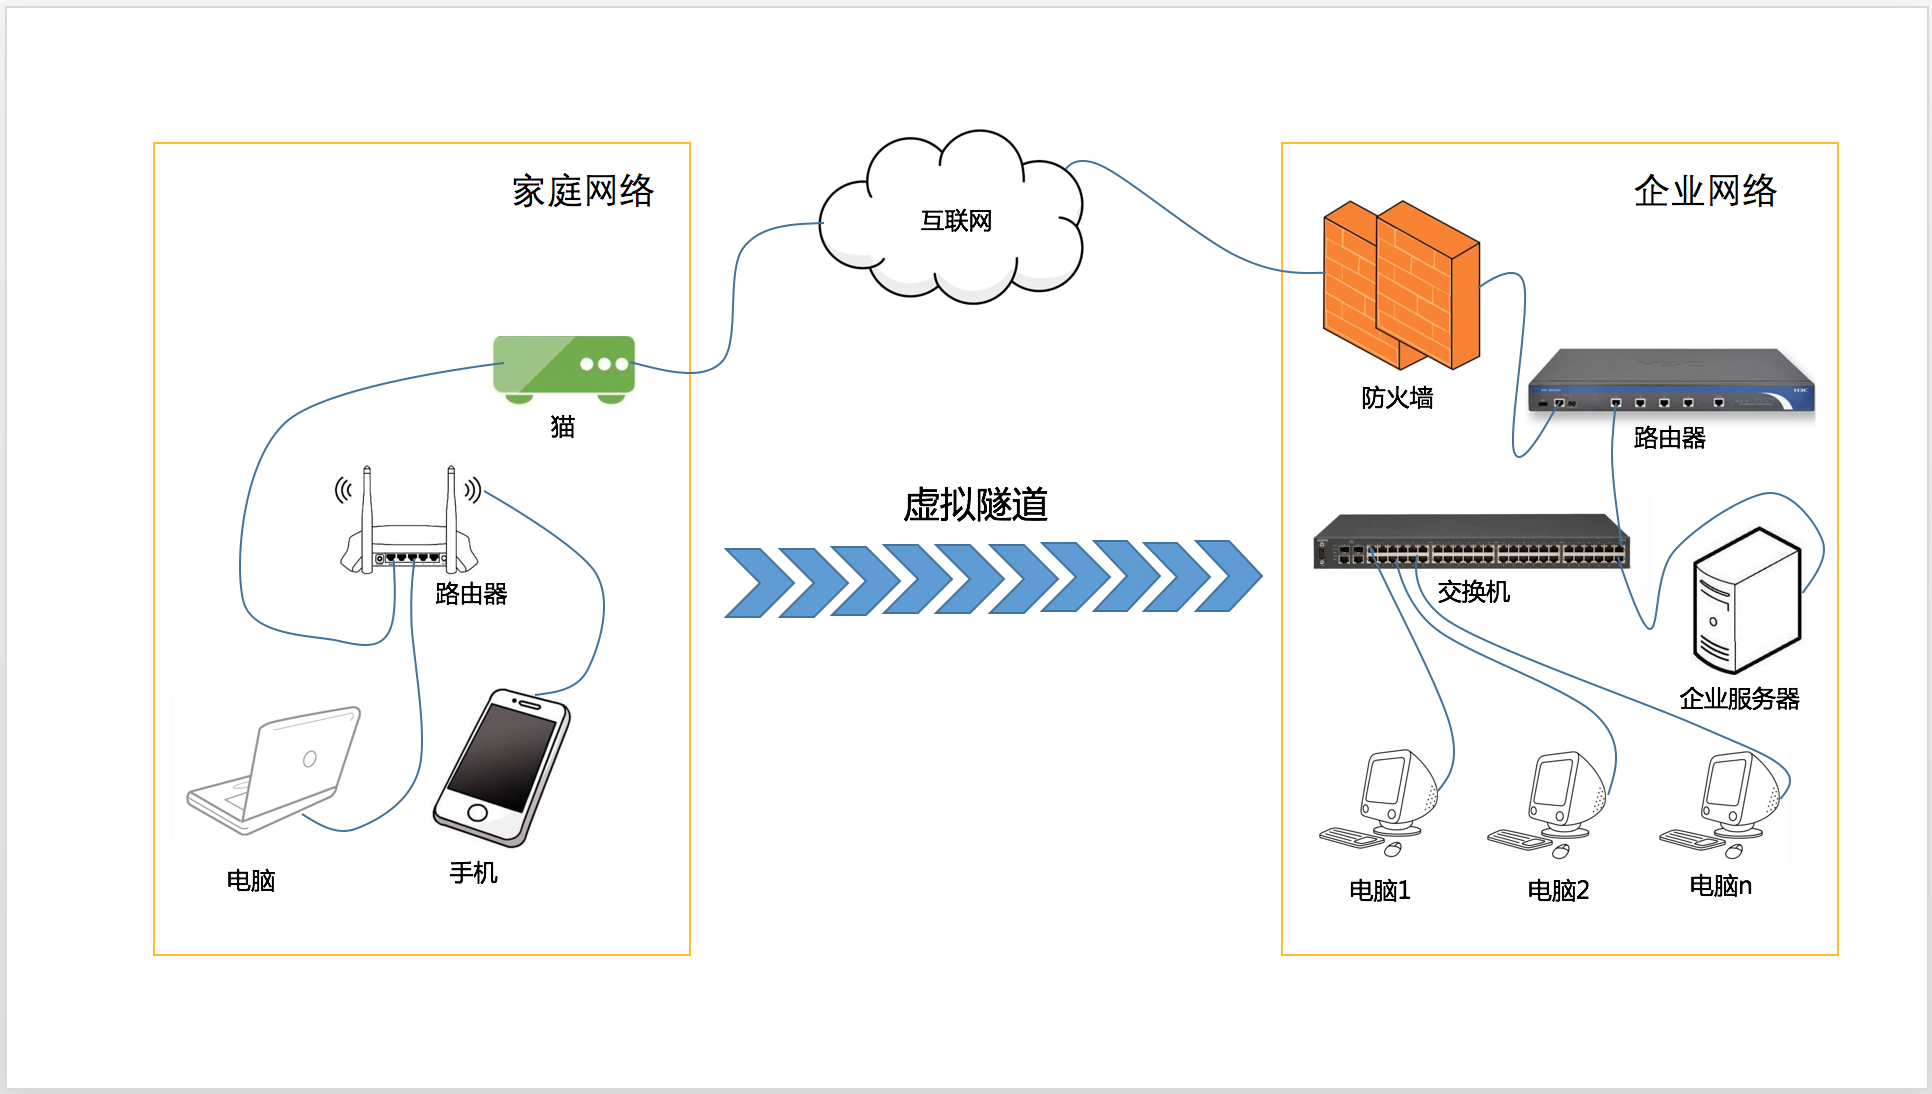 家庭网络
互联网
企业网络
猫
防火墙
路由器
虚拟隧道
路由器
交换机
企业服务器
电脑
手机
电脑1
电脑2
电脑n
H3C